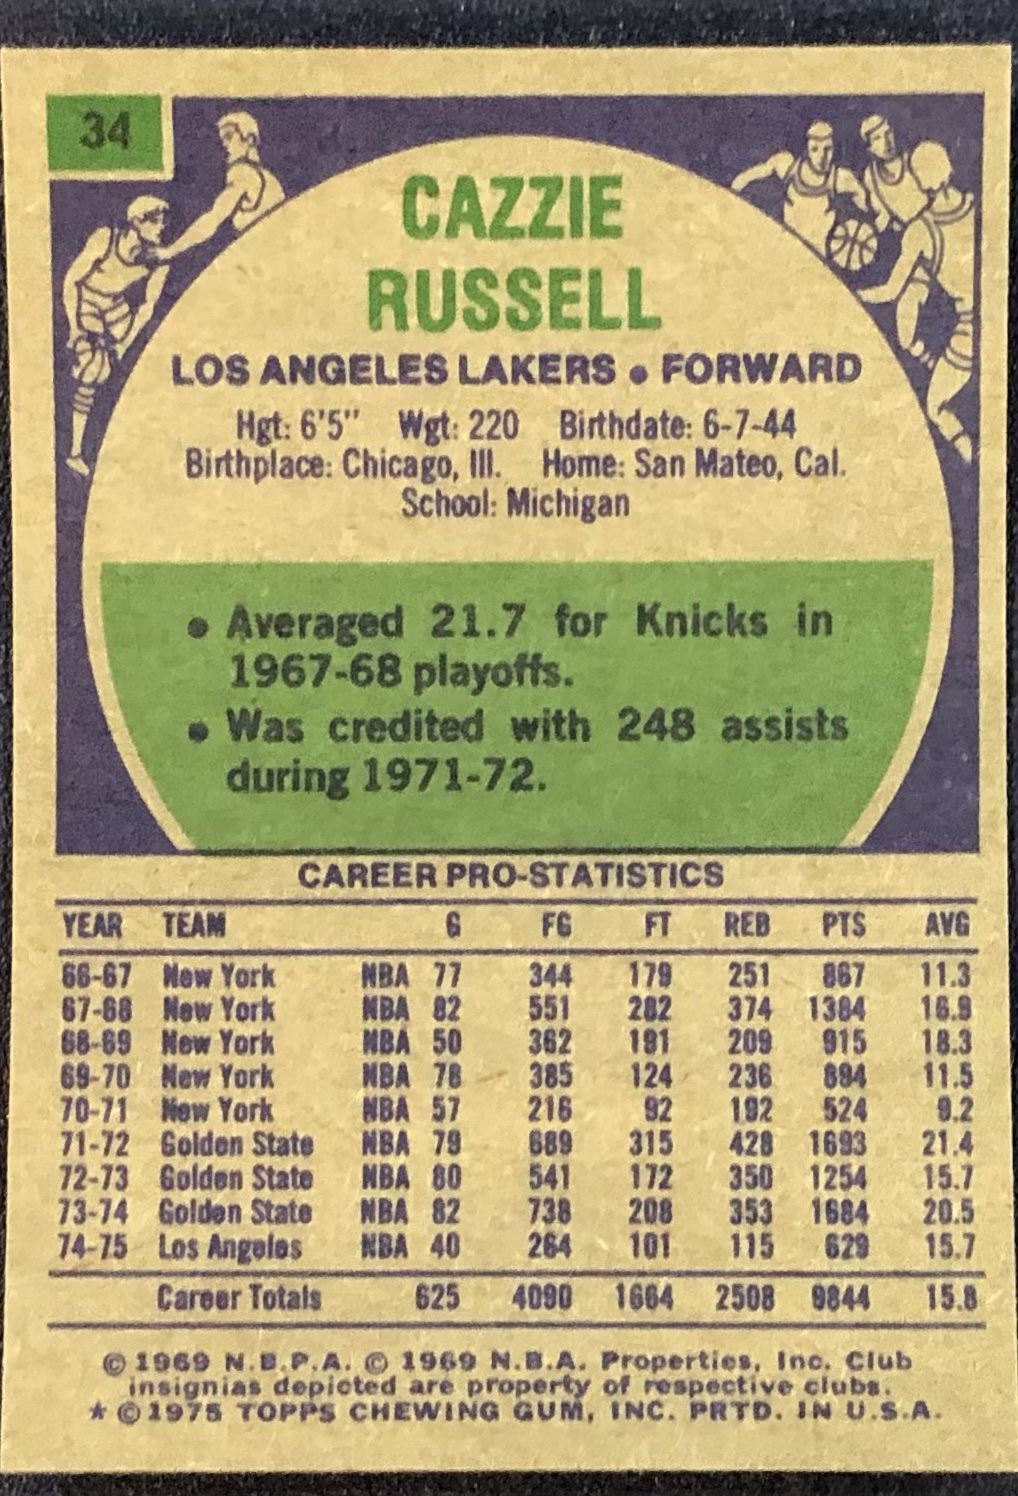 34
CAZZIE
RUSSELL
LOS ANGELES LAKERS • FORWARD
Hgt: 6'5" Wgt: 220 Birthdate: 6-7-44
Birthplace: Chicago, Ill. Home: San Mateo, Cal.
School: Michigan
• Averaged 21.7 for Knicks in
1967-68 playoffs.
• Was credited with 248 assists
during 1971-72.
CAREER PRO-STATISTICS
YEAR TEAM G FG FT REB PTS AVG
66-67 New York NBA 77 344 179 251 867 11.3
67-68 New York NBA 82 551 282 374 1384 16.9
68-69 New York NBA 50 362 191 209 915 18.3
69-70 New York NBA 78 385 124 236 894 11.5
70-71 New York NBA 57 216 92 192 524 9.2
71-72 Golden State NBA 79 689 315 428 1693 21.4
72-73 Golden State NBA 80 541 172 350 1254 15.7
73-74 Golden State NBA 82 738 208 353 1684 20.5
74-75 Los Angeles NBA 40 264 101 115 629 15.7
Career Totals 625 4090 1664 2508 9844 15.8
© 1969 N.B.P.A. © 1969 N.B.A. Properties, Inc. Club
insignias depicted are property of respective clubs.
* © 1975 TOPPS CHEWING GUM, INC. PRTD. IN U.S.A.